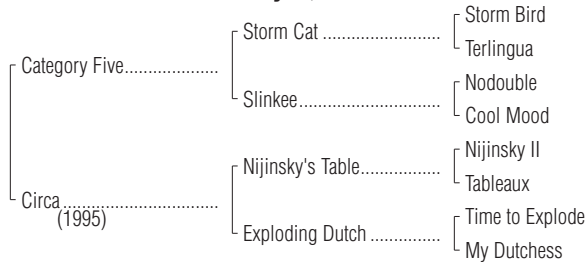 Storm Bird
Storm Cat ........................
Terlingua
Category Five...................
Nodouble
Slinkee.............................
Cool Mood
Nijinsky II
Nijinsky's Table................
Tableaux
Circa ...............................
(1995)
Time to Explode
Exploding Dutch ..............
My Dutchess